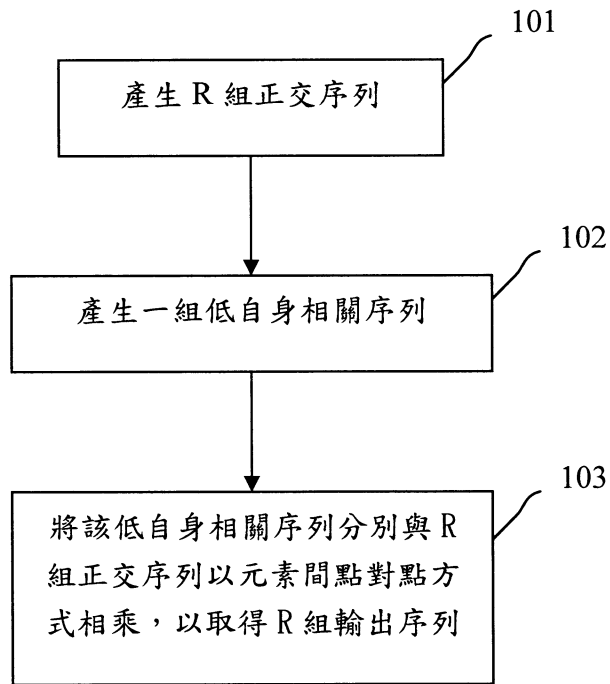 101
產生 R 組正交序列
102
產生一組低自身相關序列
103
將該低自身相關序列分別與 R
組正交序列以元素間點對點方
式相乘，以取得 R 組輸出序列